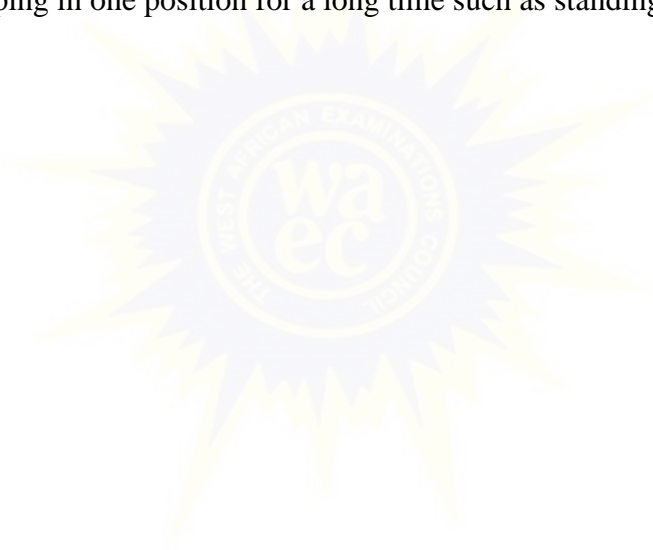 ping in one position for a long time such as standing
THE WEST AFRICAN EXAMINATIONS COUNCIL
wa
ec